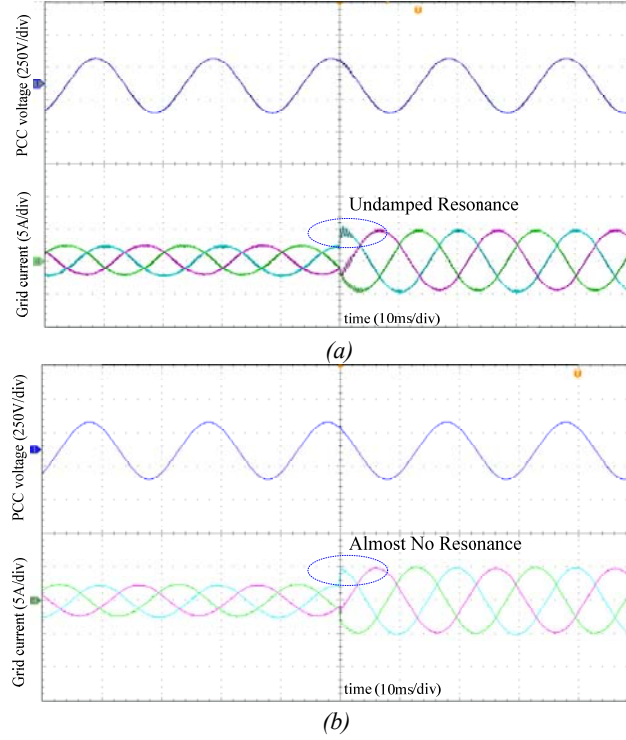 PCC voltage (250V/div)
Grid current (5A/div)
Undamped Resonance
time (10ms/div)
(a)
PCC voltage (250V/div)
Grid current (5A/div)
Almost No Resonance
time (10ms/div)
(b)